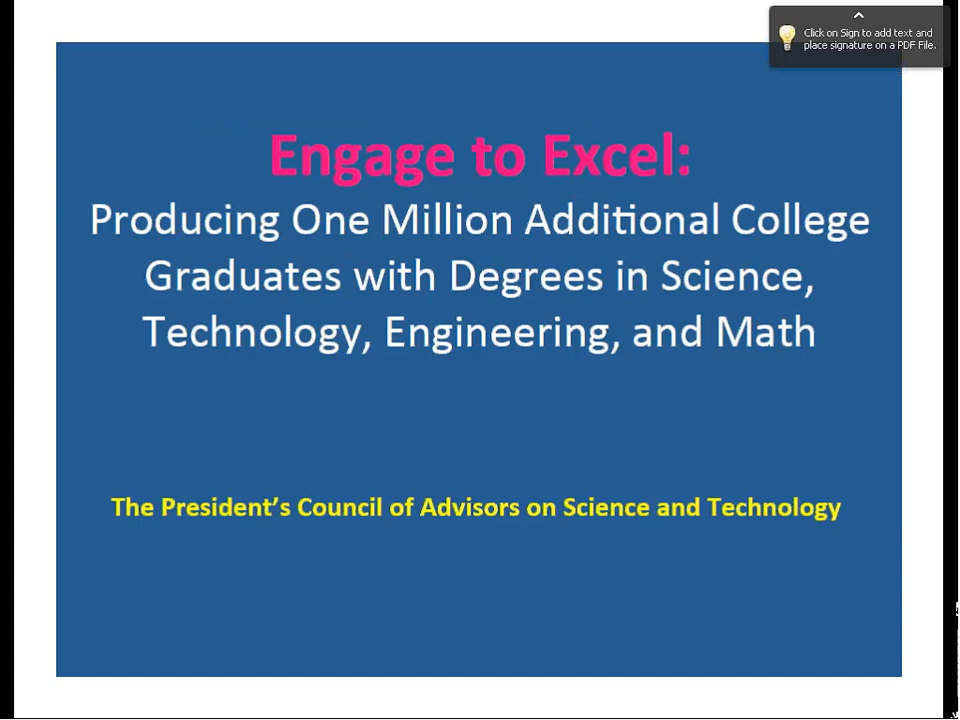 Click on Sign to add text and
place signature on a PDF File.
Engage to Excel:
Producing One Million Additional College
Graduates with Degrees in Science,
Technology, Engineering, and Math
The President's Council of Advisors on Science and Technology